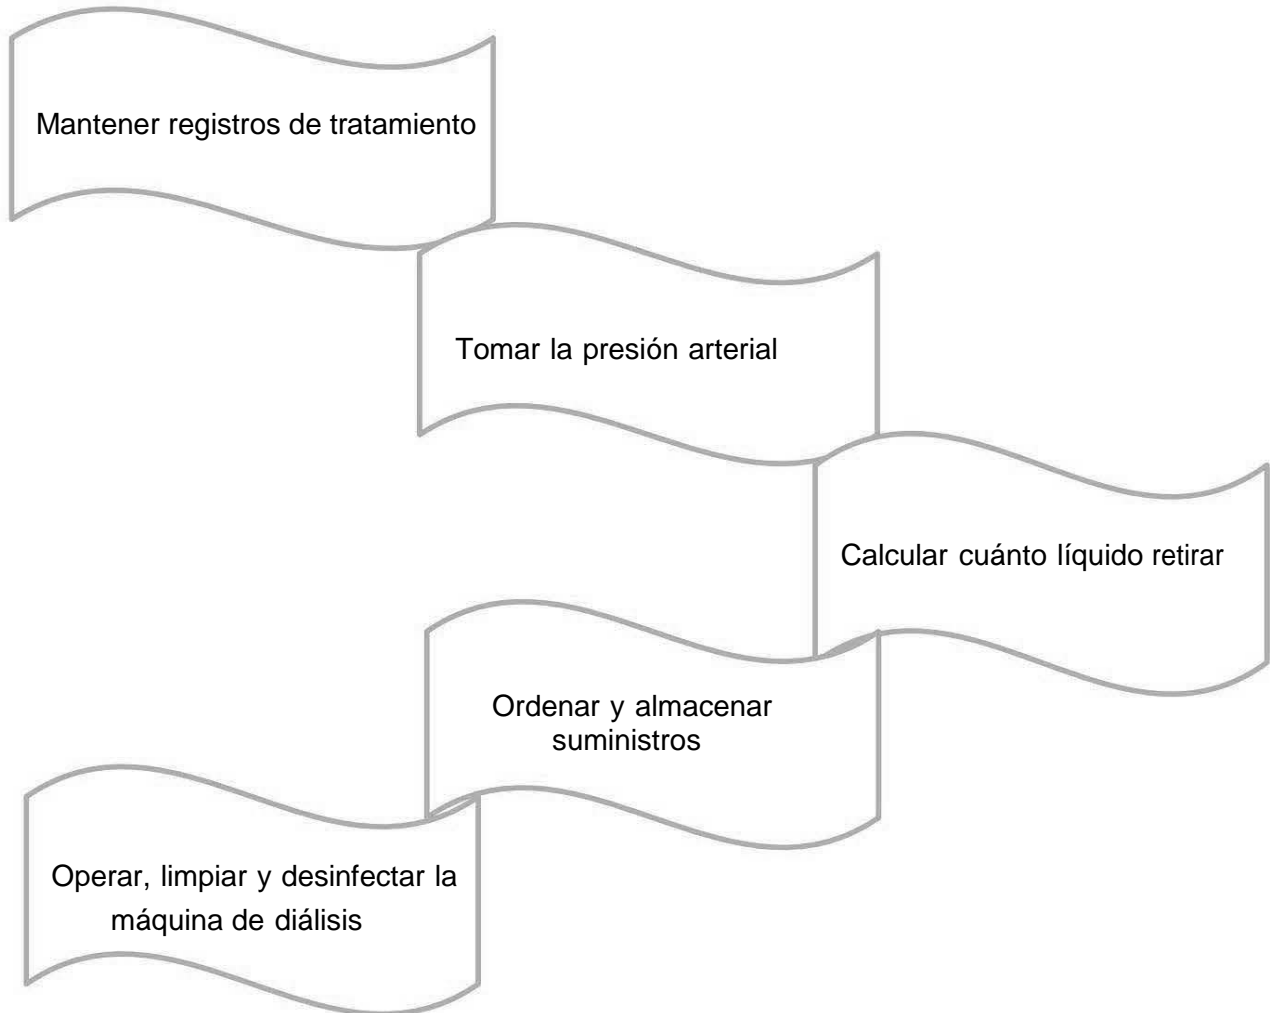 Mantener registros de tratamiento
Tomar la presión arterial
Calcular cuánto líquido retirar
Ordenar y almacenar
suministros
Operar, limpiar y desinfectar la
máquina de diálisis